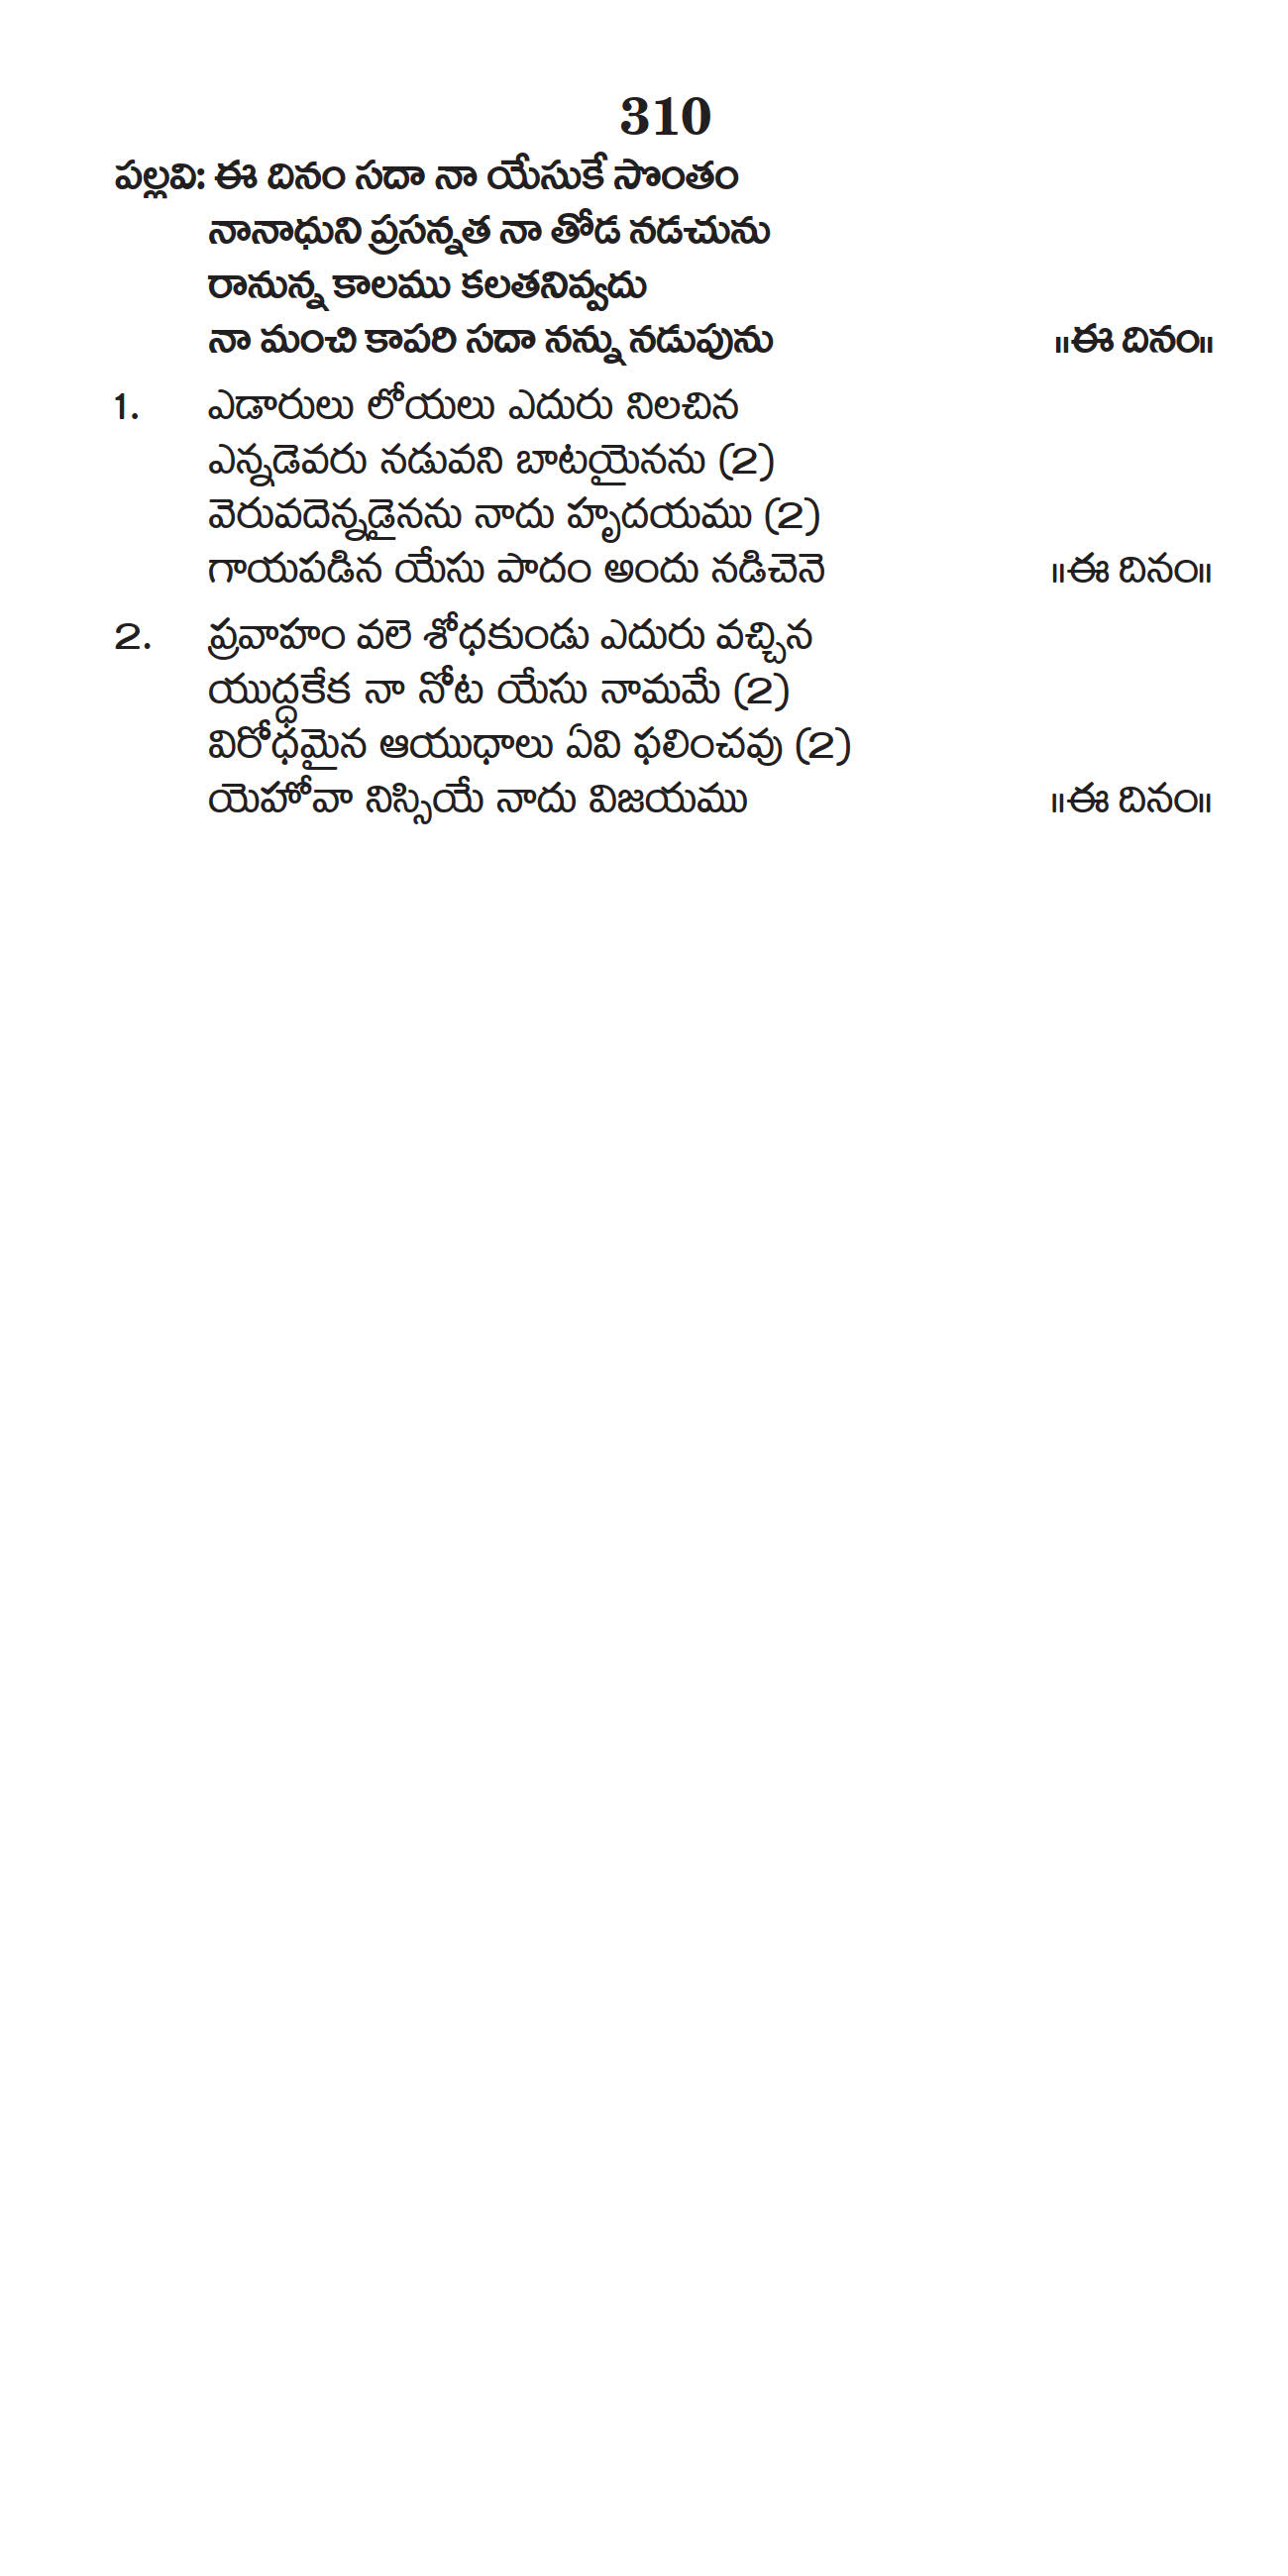 310
పల్లవి: ఈ దినం సదా నా యేసుకే సొంతం
నానాధుని ప్రసన్నత నా తోడ నడచును
రానున్న కాలము కలతనివ్వదు
నా మంచి కాపరి సదా నన్ను నడుపును ॥ఈ దినం॥
1. ఎడారులు లోయలు ఎదురు నిలచిన
ఎన్నడెవరు నడువని బాటయైనను (2)
వెరువదెన్నడైనను నాదు హృదయము (2)
గాయపడిన యేసు పాదం అందు నడిచెనె ॥ఈ దినం॥
2. ప్రవాహం వలె శోధకుండు ఎదురు వచ్చిన
యుద్ధకేక నా నోట యేసు నామమే (2)
విరోధమైన ఆయుధాలు ఏవి ఫలించవు (2)
యెహోవా నిస్సియే నాదు విజయము ॥ఈ దినం॥